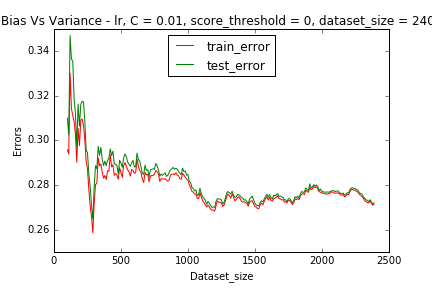 Bias Vs Variance - lr, C = 0.01, score_threshold = 0, dataset_size = 240
train_error
test_error
0.34
0.32
0.30
0.28
0.26
Errors
0
500
1000
1500
2000
2500
Dataset_size